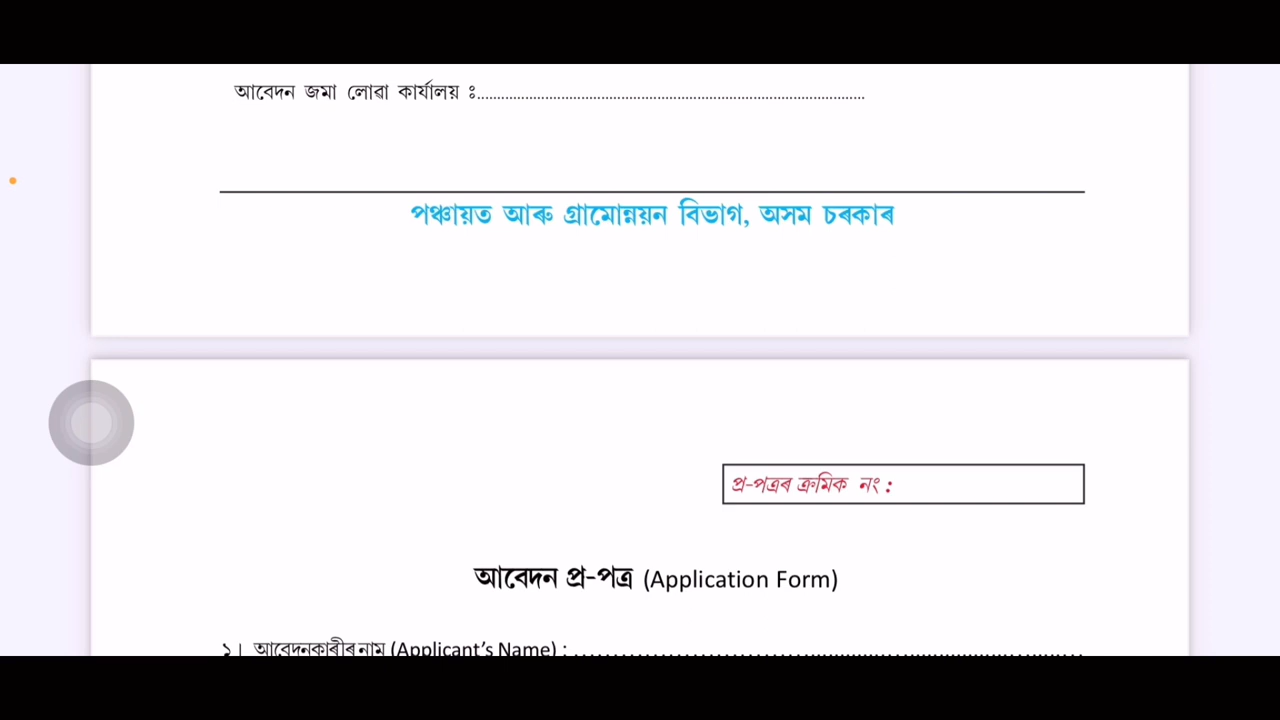 আবেদন জমা লোৱা কাৰ্যালয় ঃ................................................................................................
পঞ্চায়ত আৰু গ্ৰামোন্নয়ন বিভাগ, অসম চৰকাৰ
প্ৰ-পত্ৰৰ ক্ৰমিক নং :
আবেদন প্ৰ-পত্ৰ (Application Form)
১। আবেদনকাৰীৰ নাম (Applicant's Name) : ................................................................................